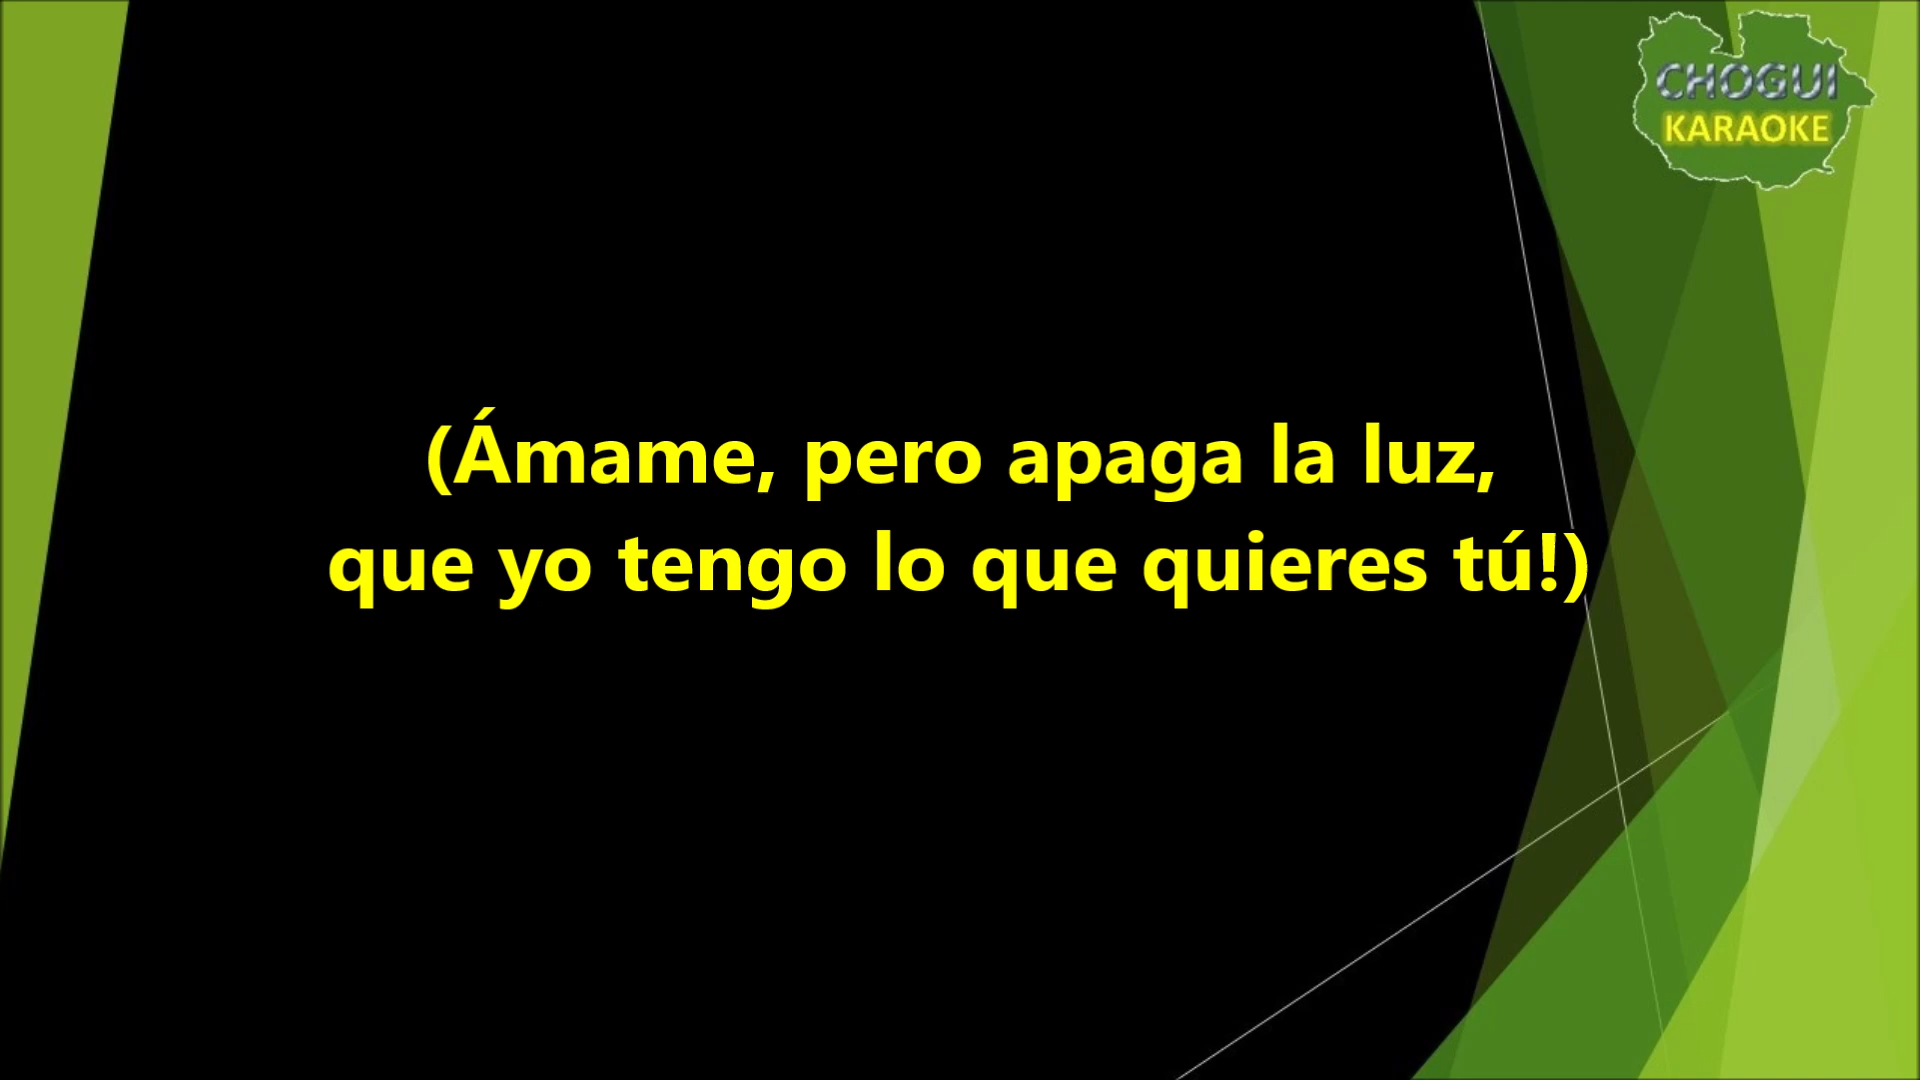 CHOGUI
KARAOKE
(Ámame, pero apaga la luz,
que yo tengo lo que quieres tú!)